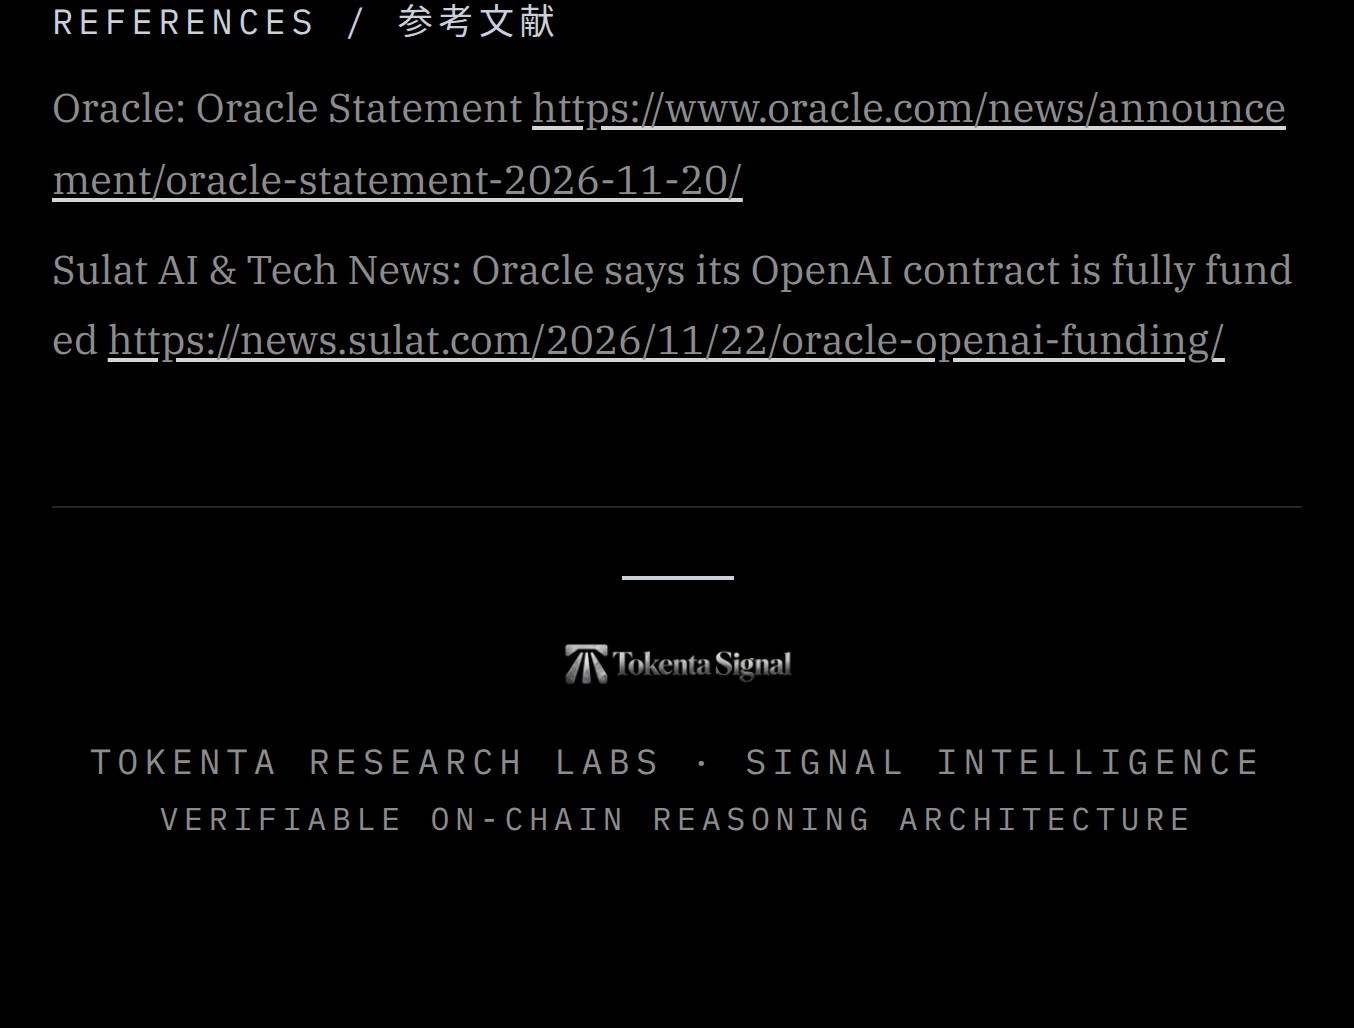 REFERENCES / 参考文献
Oracle: Oracle Statement https://www.oracle.com/news/announce
ment/oracle-statement-2026-11-20/
Sulat AI & Tech News: Oracle says its OpenAI contract is fully fund
ed https://news.sulat.com/2026/11/22/oracle-openai-funding/
Tokenta Signal
TOKENTA RESEARCH LABS · SIGNAL INTELLIGENCE
VERIFIABLE ON-CHAIN REASONING ARCHITECTURE